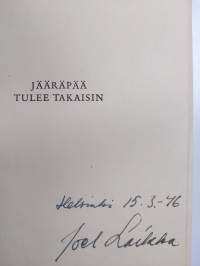 JÄÄRÄPÄÄ
TULEE TAKAISIN
Helsinki 15.3.-76
Joel Laikka